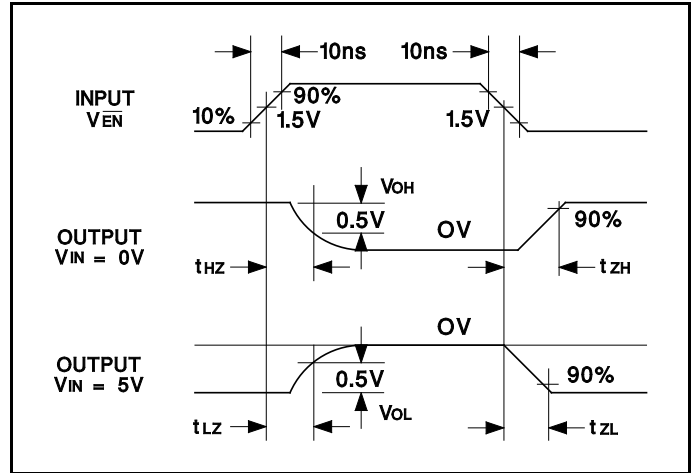 10ns 10ns
INPUT
VEN
10% 90% 1.5V 1.5V
VOH
0.5V
OUTPUT
VIN = 0V
OV
90%
tHZ tZH
OUTPUT
VIN = 5V
OV
0.5V
90%
VOL
tLZ tZL